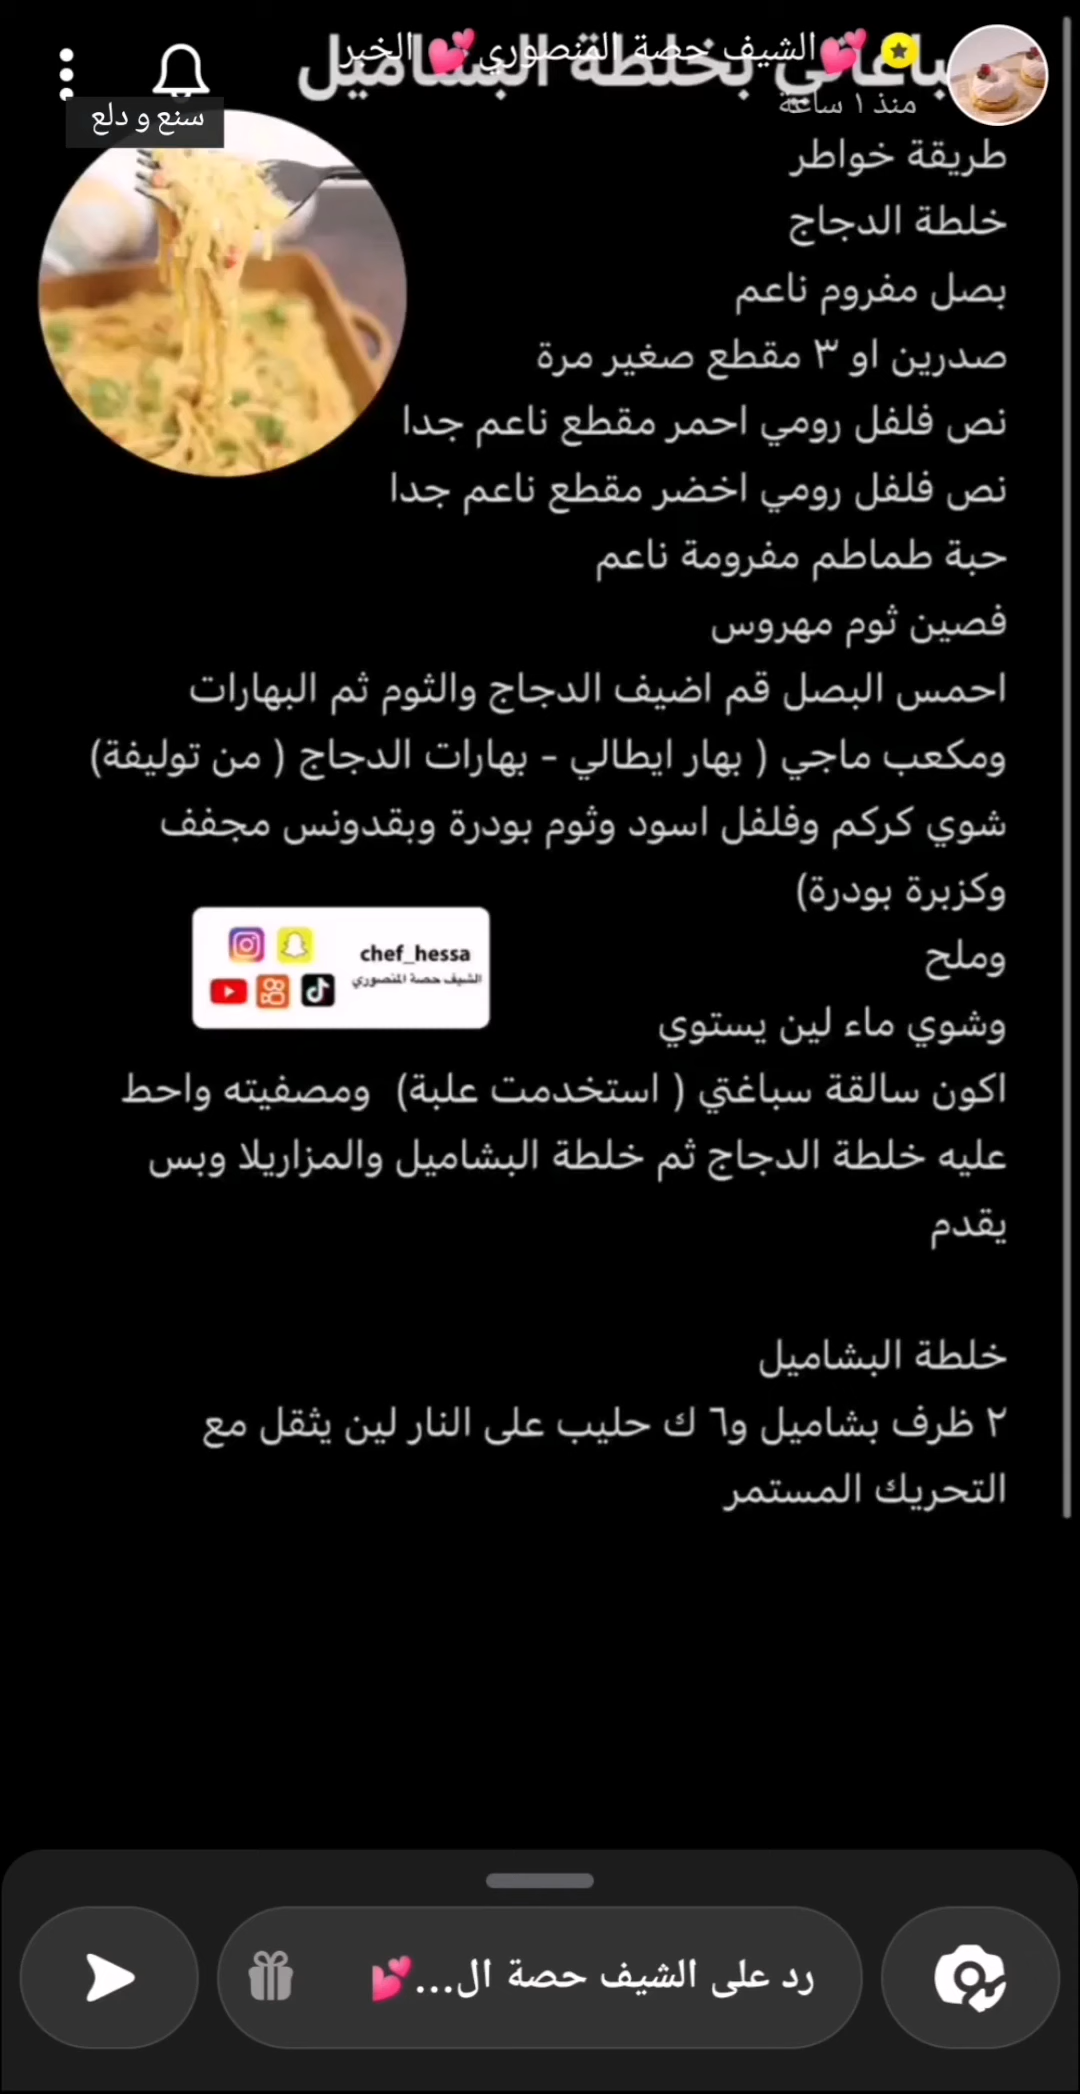 💕الشيف حصة المنصوري💕 الخبر
منذ ١ ساعة
باغاتي بخلطة البشاميل
سنع و دلع
طريقة خواطر
خلطة الدجاج
بصل مفروم ناعم
صدرين او ٣ مقطع صغير مرة
نص فلفل رومي احمر مقطع ناعم جدا
نص فلفل رومي اخضر مقطع ناعم جدا
حبة طماطم مفرومة ناعم
فصين ثوم مهروس
احمس البصل قم اضيف الدجاج والثوم ثم البهارات
ومكعب ماجي ( بهار ايطالي - بهارات الدجاج ( من توليفة)
شوي كركم وفلفل اسود وثوم بودرة وبقدونس مجفف
وكزبرة بودرة)
وملح
وشوي ماء لين يستوي
اكون سالقة سباغتي ( استخدمت علبة) ومصفيته واحط
عليه خلطة الدجاج ثم خلطة البشاميل والمزاريلا وبس
يقدم
chef_hessa
الشيف حصة المنصوري
خلطة البشاميل
٢ ظرف بشاميل و٦ ك حليب على النار لين يثقل مع
التحريك المستمر
رد على الشيف حصة ال...💕